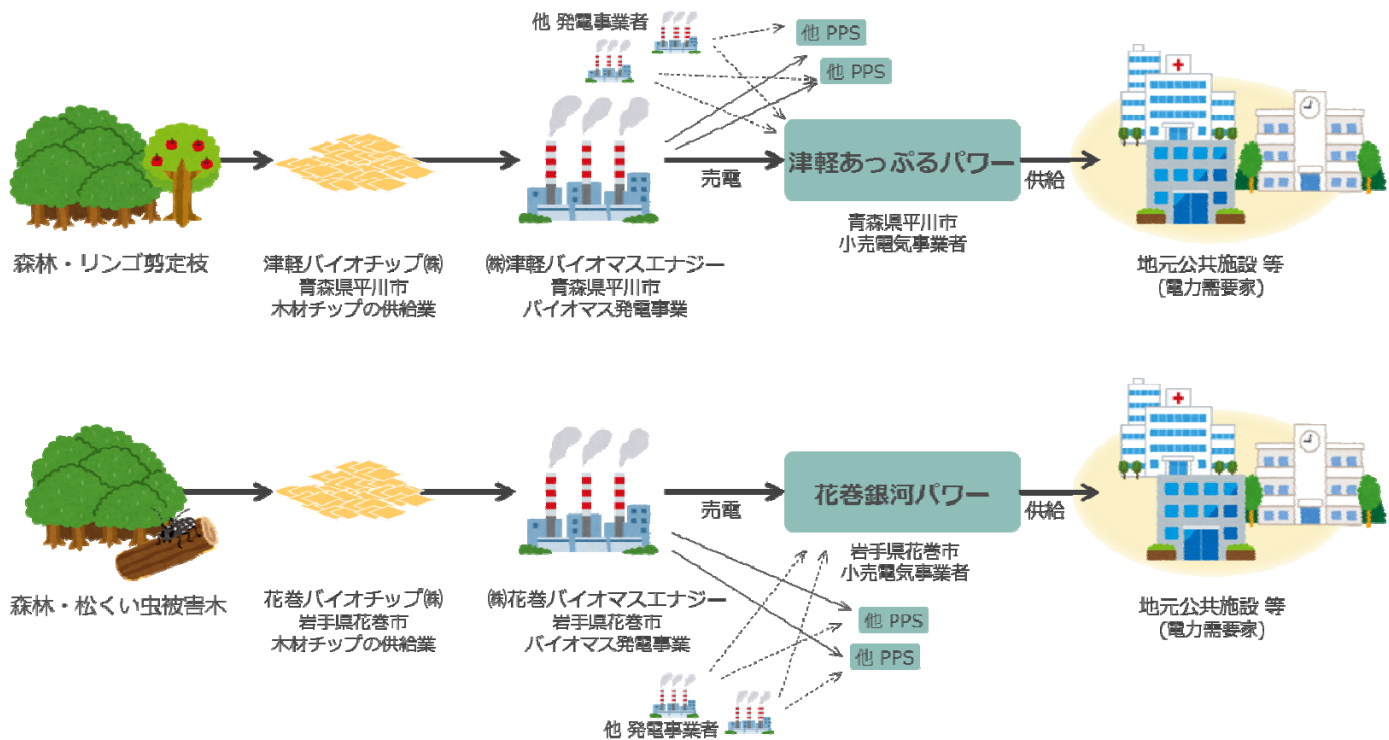 他 発電事業者
他 PPS
他 PPS
津軽あっぷるパワー
売電
供給
青森県平川市
小売電気事業者
森林・リンゴ剪定枝
津軽バイオチップ㈱
青森県平川市
木材チップの供給業
㈱津軽バイオマスエナジー
青森県平川市
バイオマス発電事業
地元公共施設 等
(電力需要家)
花巻銀河パワー
売電
供給
岩手県花巻市
小売電気事業者
森林・松くい虫被害木
花巻バイオチップ㈱
岩手県花巻市
木材チップの供給業
㈱花巻バイオマスエナジー
岩手県花巻市
バイオマス発電事業
地元公共施設 等
(電力需要家)
他 PPS
他 PPS
他 発電事業者